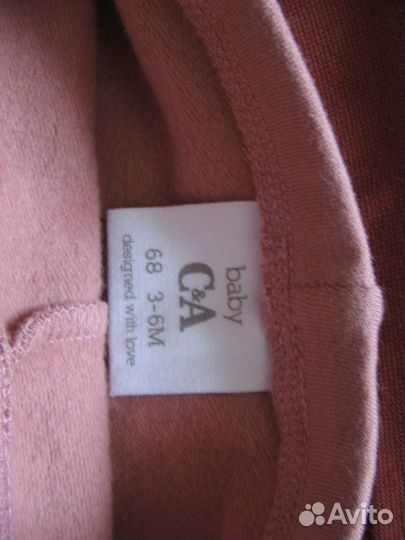 baby
C&A
68 3-6M
designed with love
Avito